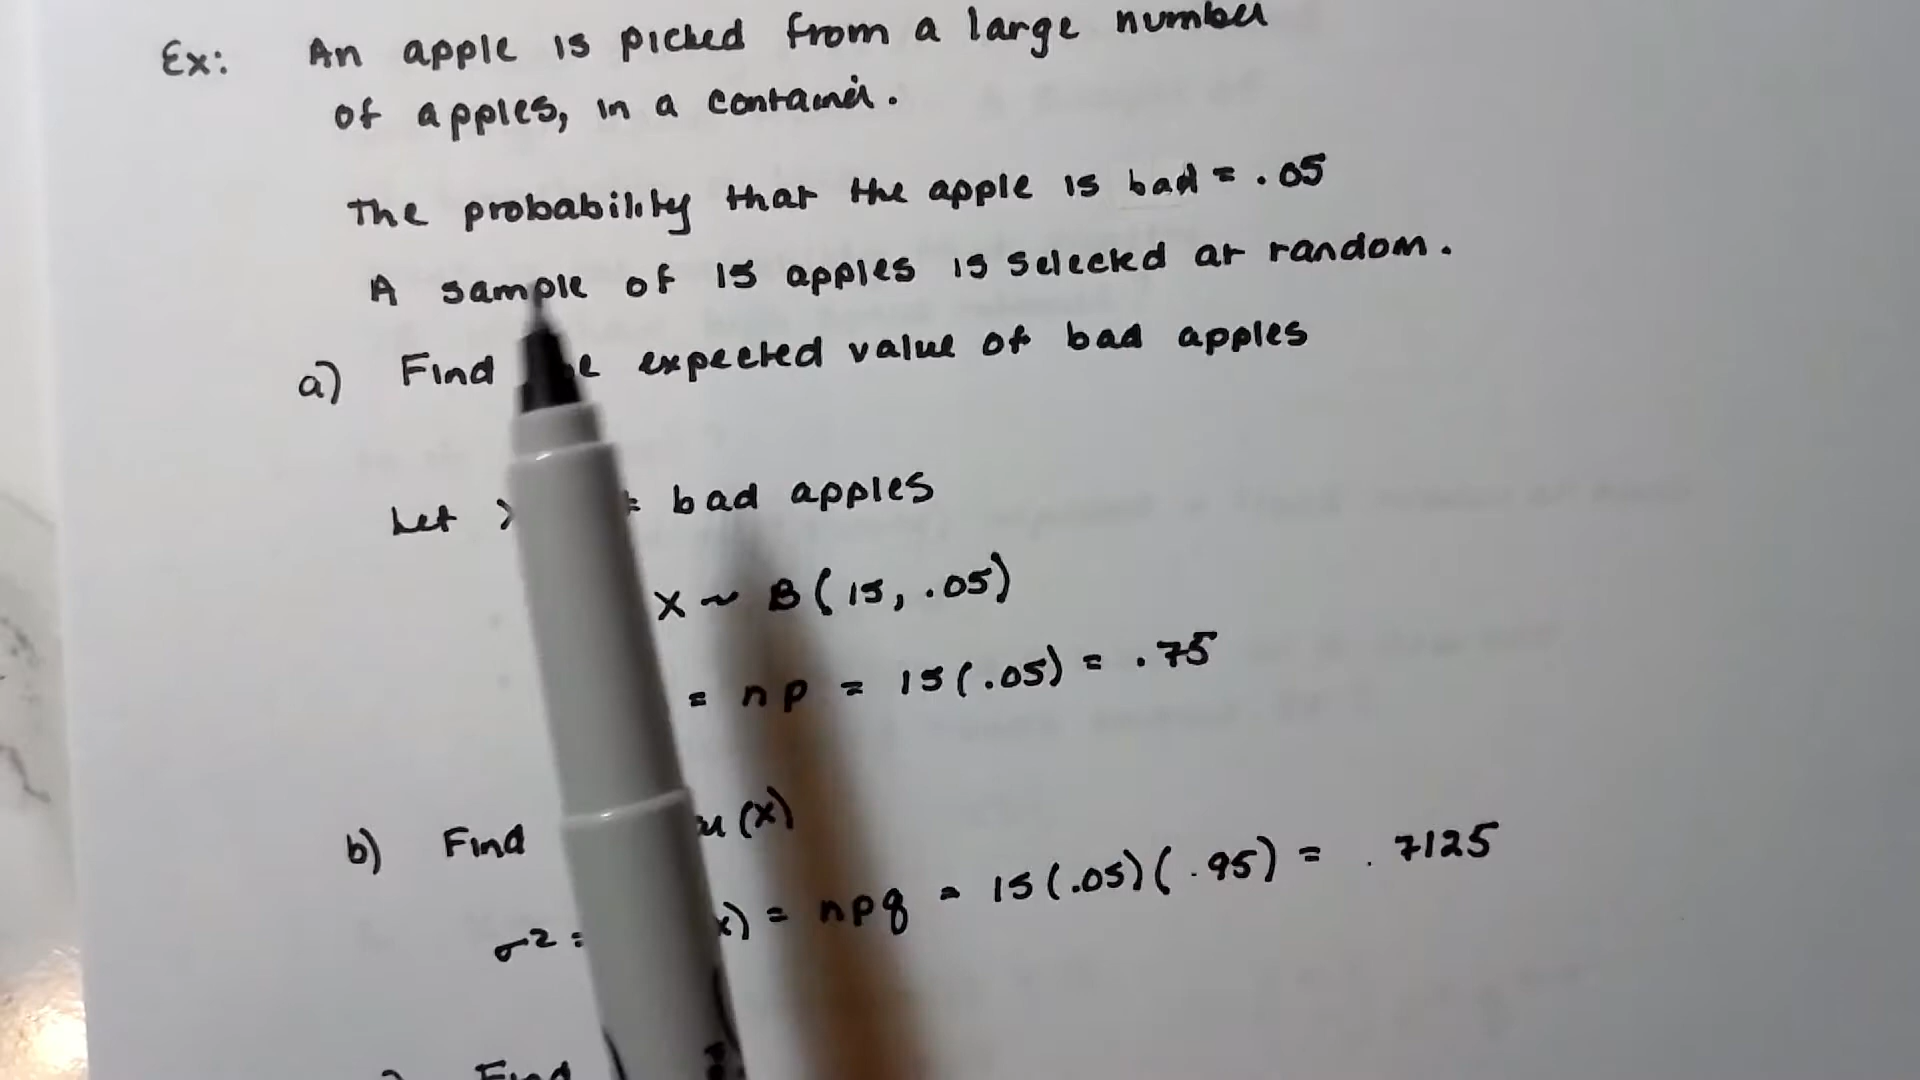 Ex: An apple is picked from a large number
of apples, in a container.
The probability that the apple is bad = .05
A sample of 15 apples is selected at random.
a) Find expected value of bad apples
Let = bad apples
X ~ B(15, .05)
= np = 15(.05) = .75
b) Find (x)
σ² = x) = npq = 15(.05)(.95) = .7125
Find